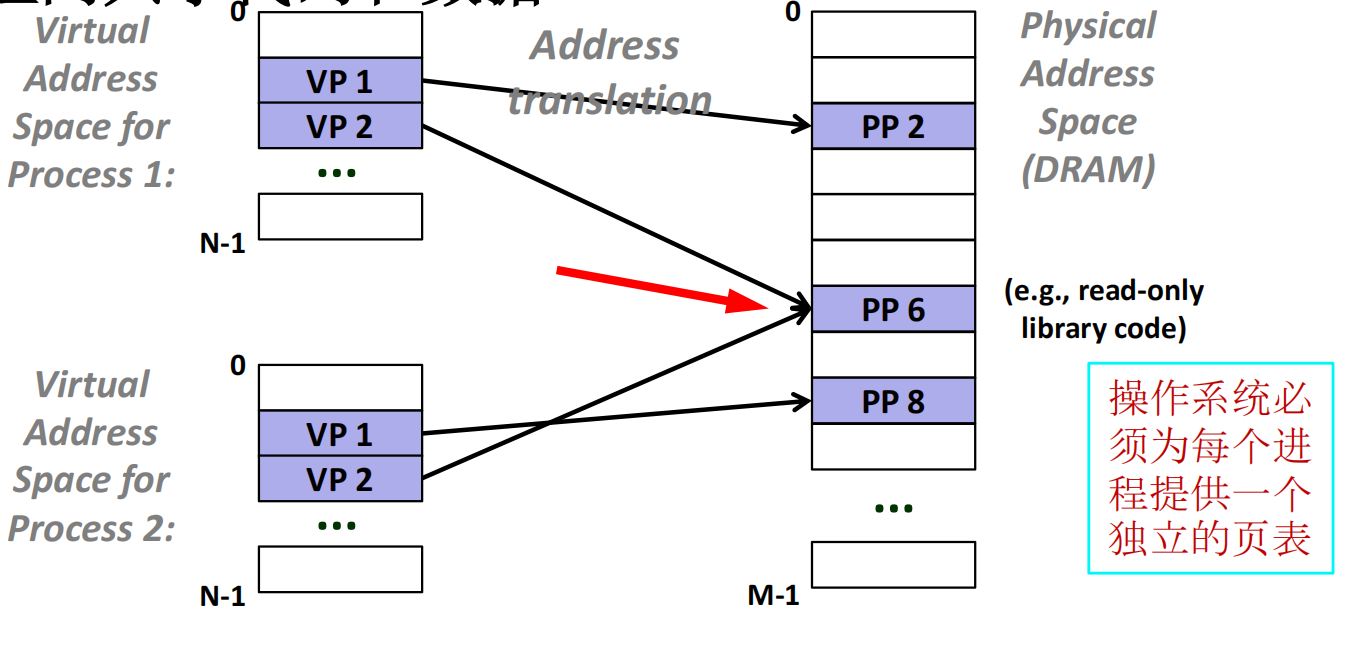 0
Virtual
Address
Space for
Process 1:
VP 1
VP 2
...
N-1
Address
translation
0
PP 2
PP 6
PP 8
...
M-1
Physical
Address
Space
(DRAM)
(e.g., read-only
library code)
0
Virtual
Address
Space for
Process 2:
VP 1
VP 2
...
N-1
操作系统必
须为每个进
程提供一个
独立的页表